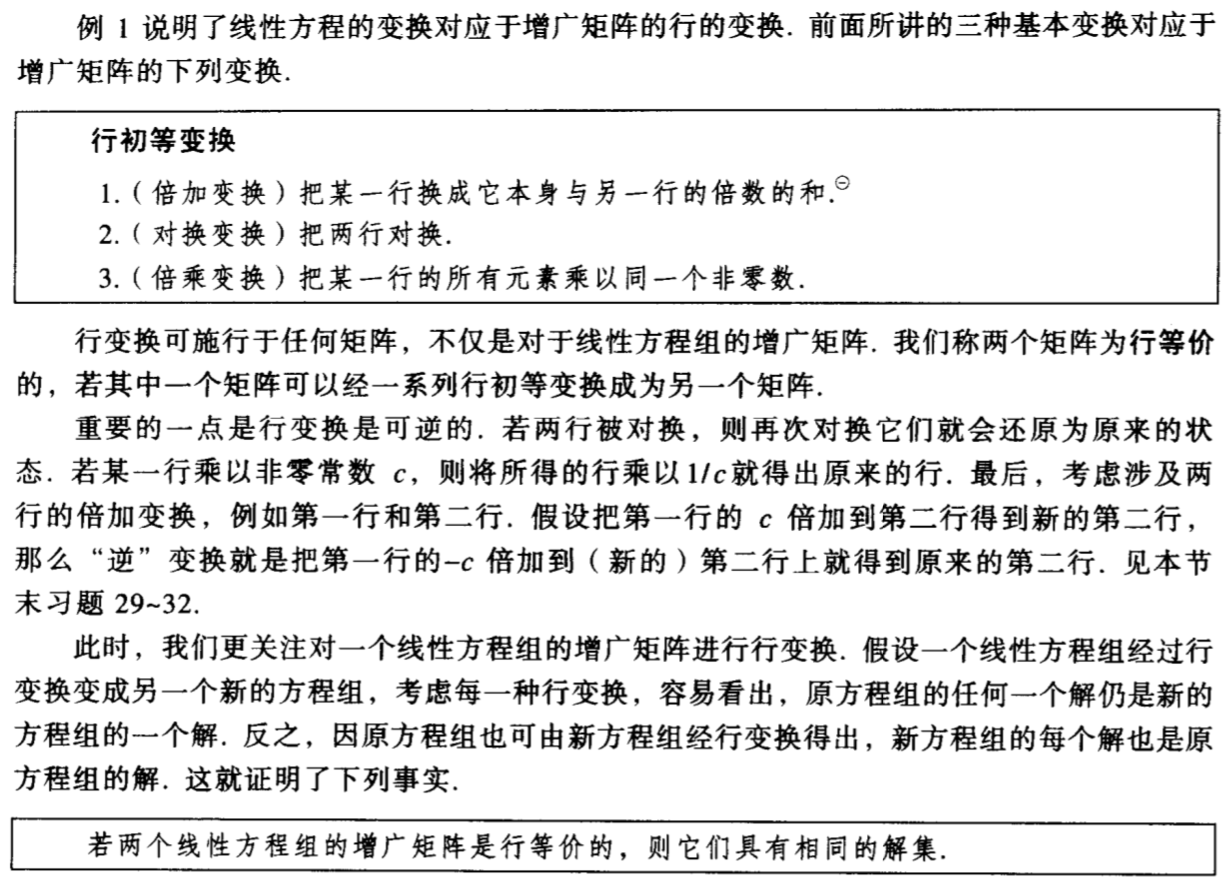 例 1 说明了线性方程的变换对应于增广矩阵的行的变换. 前面所讲的三种基本变换对应于
增广矩阵的下列变换.
行初等变换
1.（倍加变换）把某一行换成它本身与另一行的倍数的和.㊀
2.（对换变换）把两行对换.
3.（倍乘变换）把某一行的所有元素乘以同一个非零数.
行变换可施行于任何矩阵，不仅是对于线性方程组的增广矩阵. 我们称两个矩阵为行等价
的，若其中一个矩阵可以经一系列行初等变换成为另一个矩阵.
重要的一点是行变换是可逆的. 若两行被对换，则再次对换它们就会还原为原来的状
态. 若某一行乘以非零常数 c，则将所得的行乘以1/c就得出原来的行. 最后，考虑涉及两
行的倍加变换，例如第一行和第二行. 假设把第一行的 c 倍加到第二行得到新的第二行，
那么“逆”变换就是把第一行的–c 倍加到（新的）第二行上就得到原来的第二行. 见本节
末习题 29~32.
此时，我们更关注对一个线性方程组的增广矩阵进行行变换. 假设一个线性方程组经过行
变换变成另一个新的方程组，考虑每一种行变换，容易看出，原方程组的任何一个解仍是新的
方程组的一个解. 反之，因原方程组也可由新方程组经行变换得出，新方程组的每个解也是原
方程组的解. 这就证明了下列事实.
若两个线性方程组的增广矩阵是行等价的，则它们具有相同的解集.